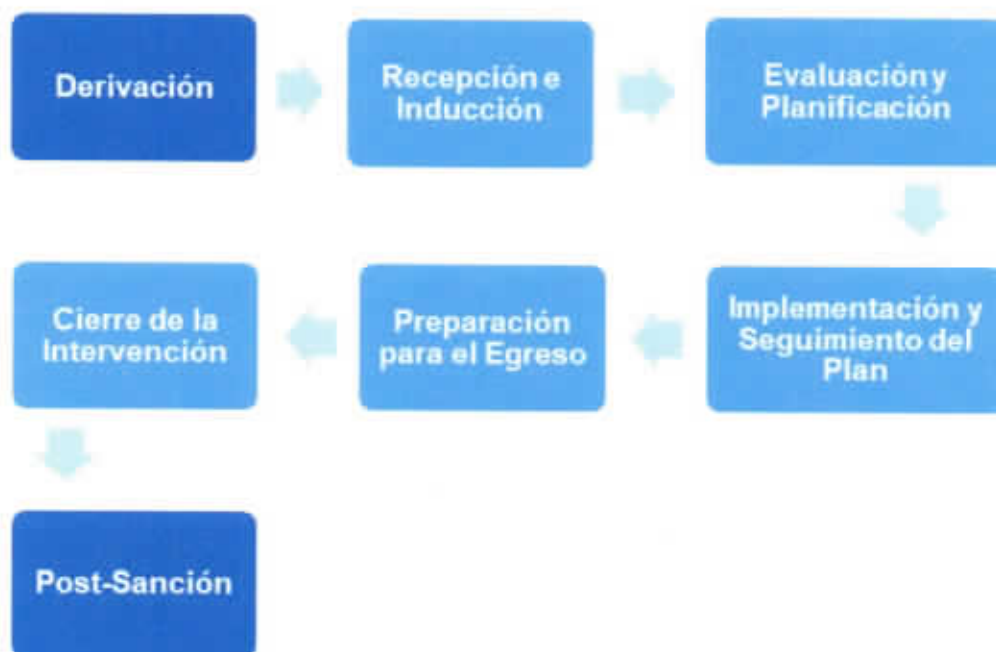 Derivación
Recepción e
Inducción
Evaluación y
Planificación
Implementación y
Seguimiento del
Plan
Preparación
para el Egreso
Cierre de la
Intervención
Post-Sanción